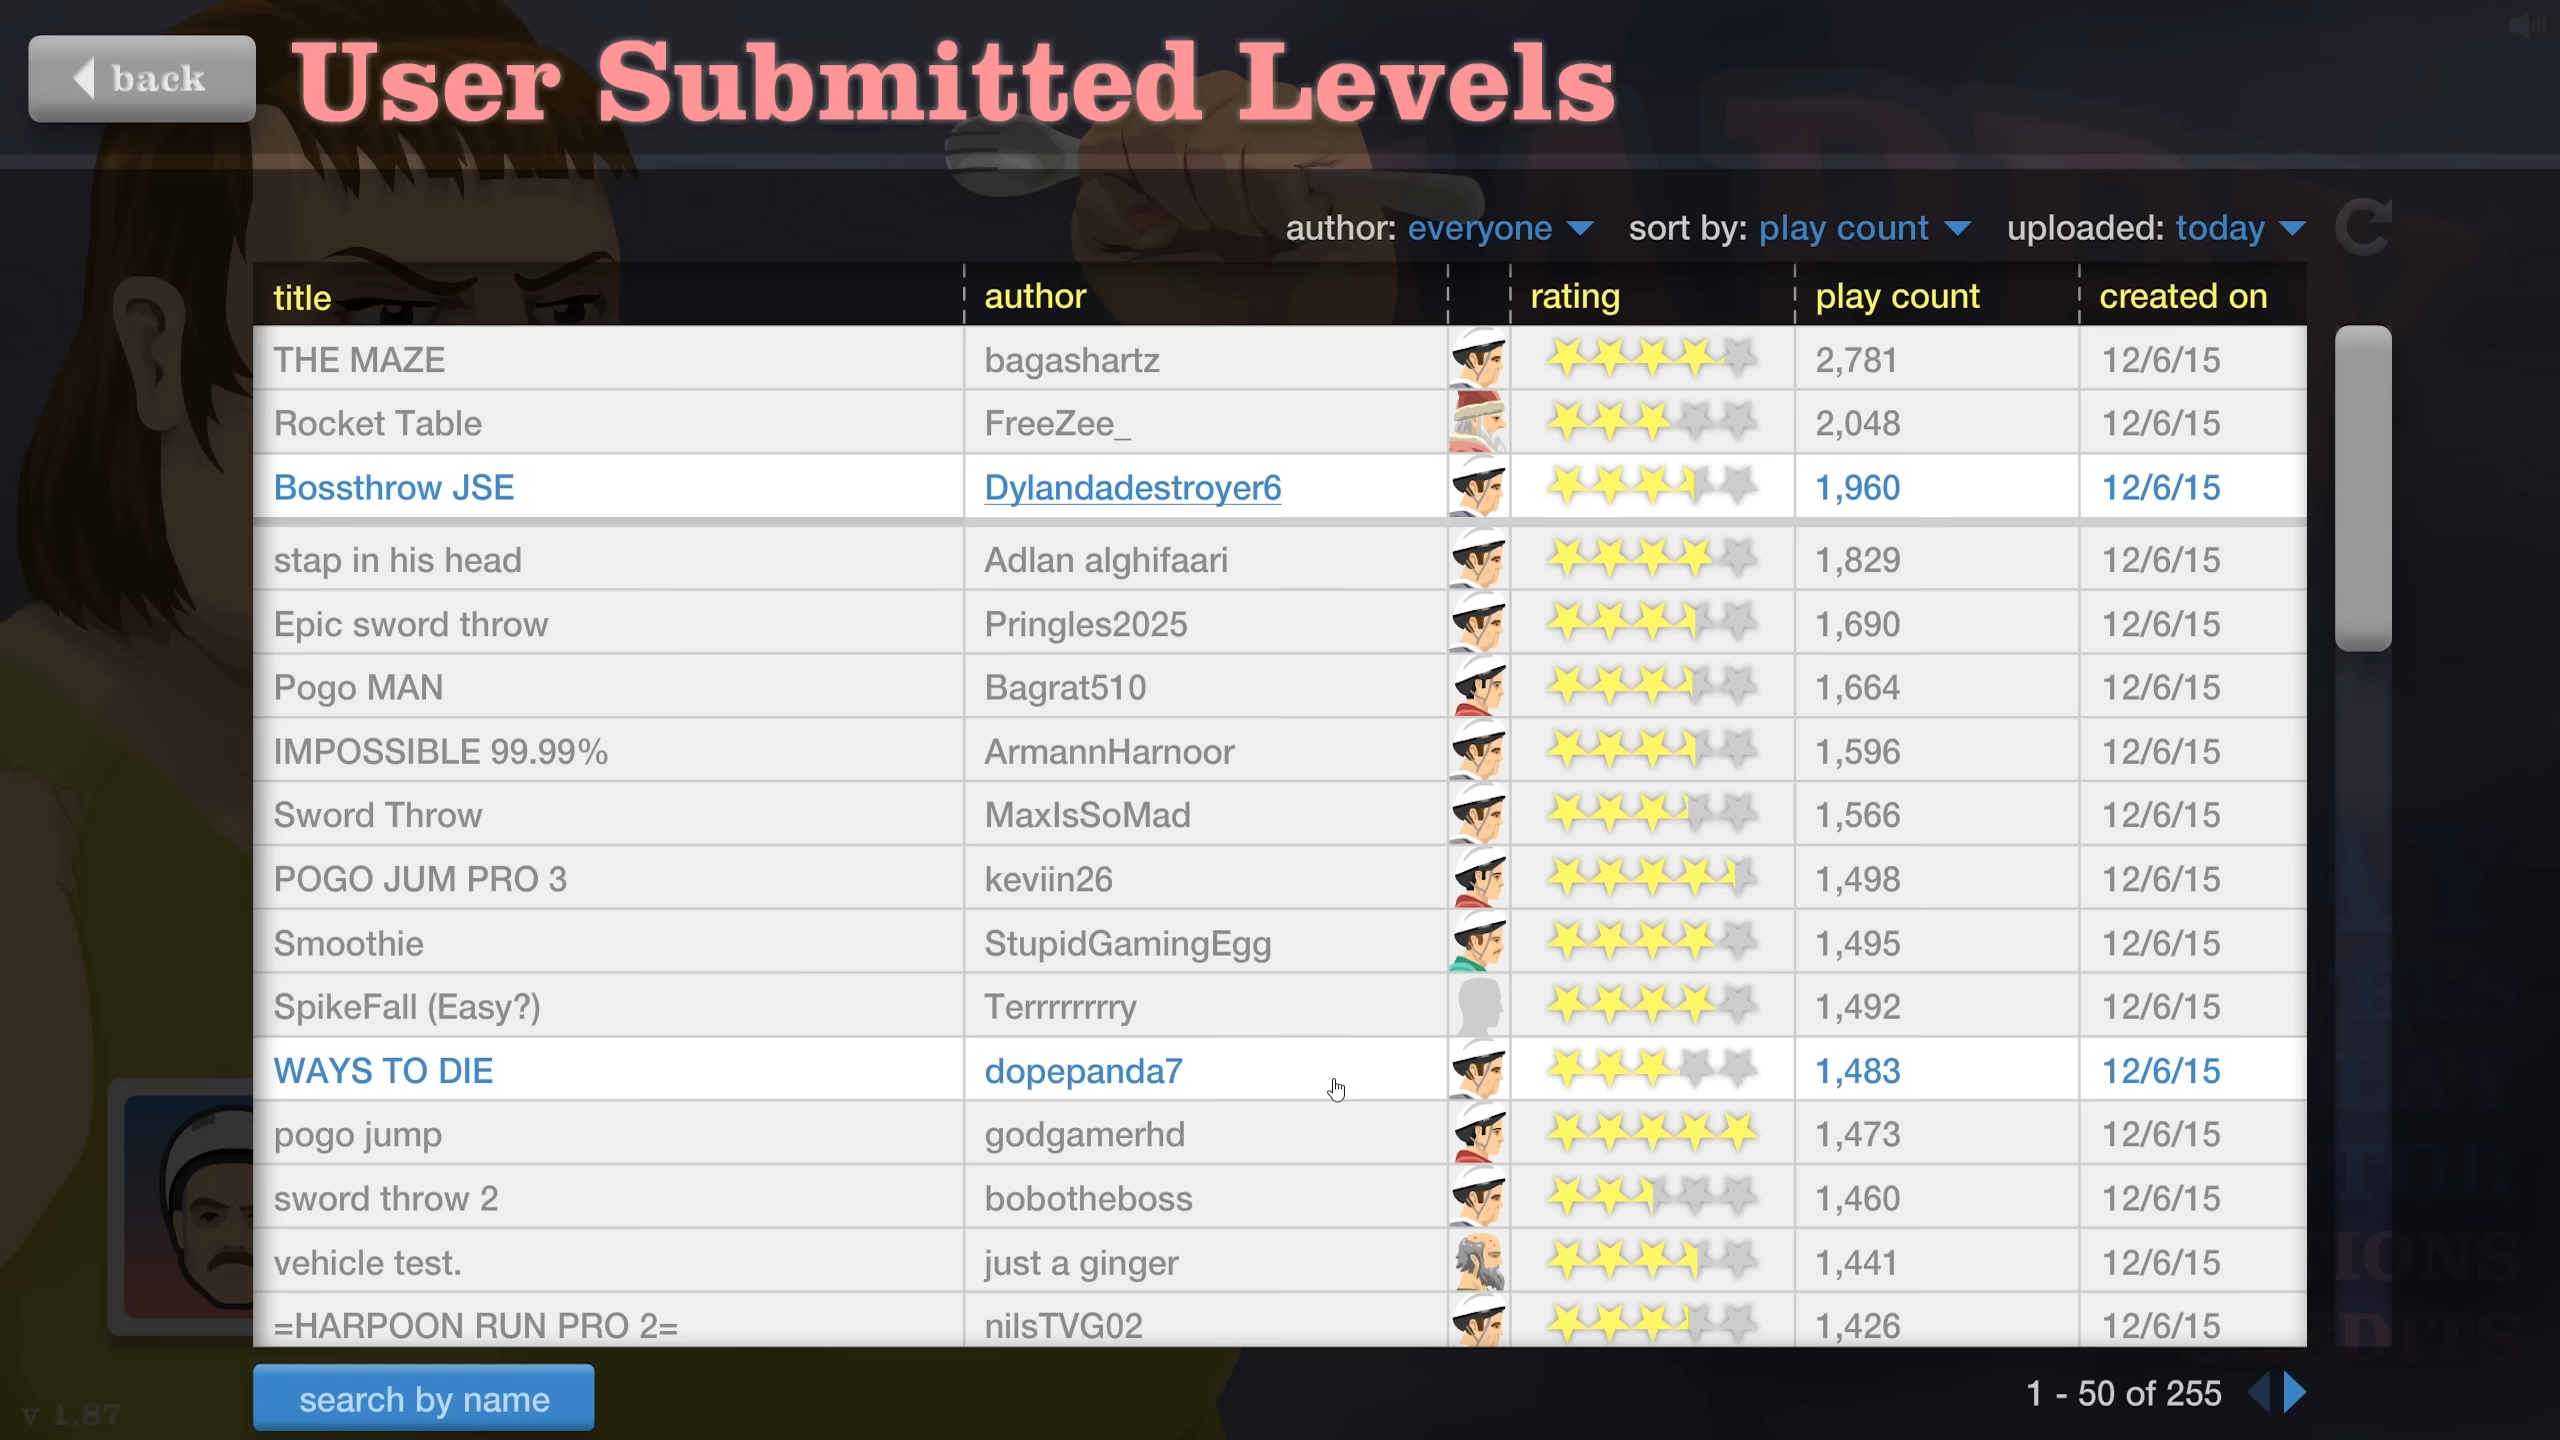 back
User Submitted Levels
author: everyone sort by: play count uploaded: today
title author rating play count created on
THE MAZE bagashartz 2,781 12/6/15
Rocket Table FreeZee_ 2,048 12/6/15
Bossthrow JSE Dylandadestroyer6 1,960 12/6/15
stap in his head Adlan alghifaari 1,829 12/6/15
Epic sword throw Pringles2025 1,690 12/6/15
Pogo MAN Bagrat510 1,664 12/6/15
IMPOSSIBLE 99.99% ArmannHarnoor 1,596 12/6/15
Sword Throw MaxIsSoMad 1,566 12/6/15
POGO JUM PRO 3 keviin26 1,498 12/6/15
Smoothie StupidGamingEgg 1,495 12/6/15
SpikeFall (Easy?) Terrrrrrrry 1,492 12/6/15
WAYS TO DIE dopepanda7 1,483 12/6/15
pogo jump godgamerhd 1,473 12/6/15
sword throw 2 bobotheboss 1,460 12/6/15
vehicle test. just a ginger 1,441 12/6/15
=HARPOON RUN PRO 2= nilsTVG02 1,426 12/6/15
search by name
1 - 50 of 255
v 1.87